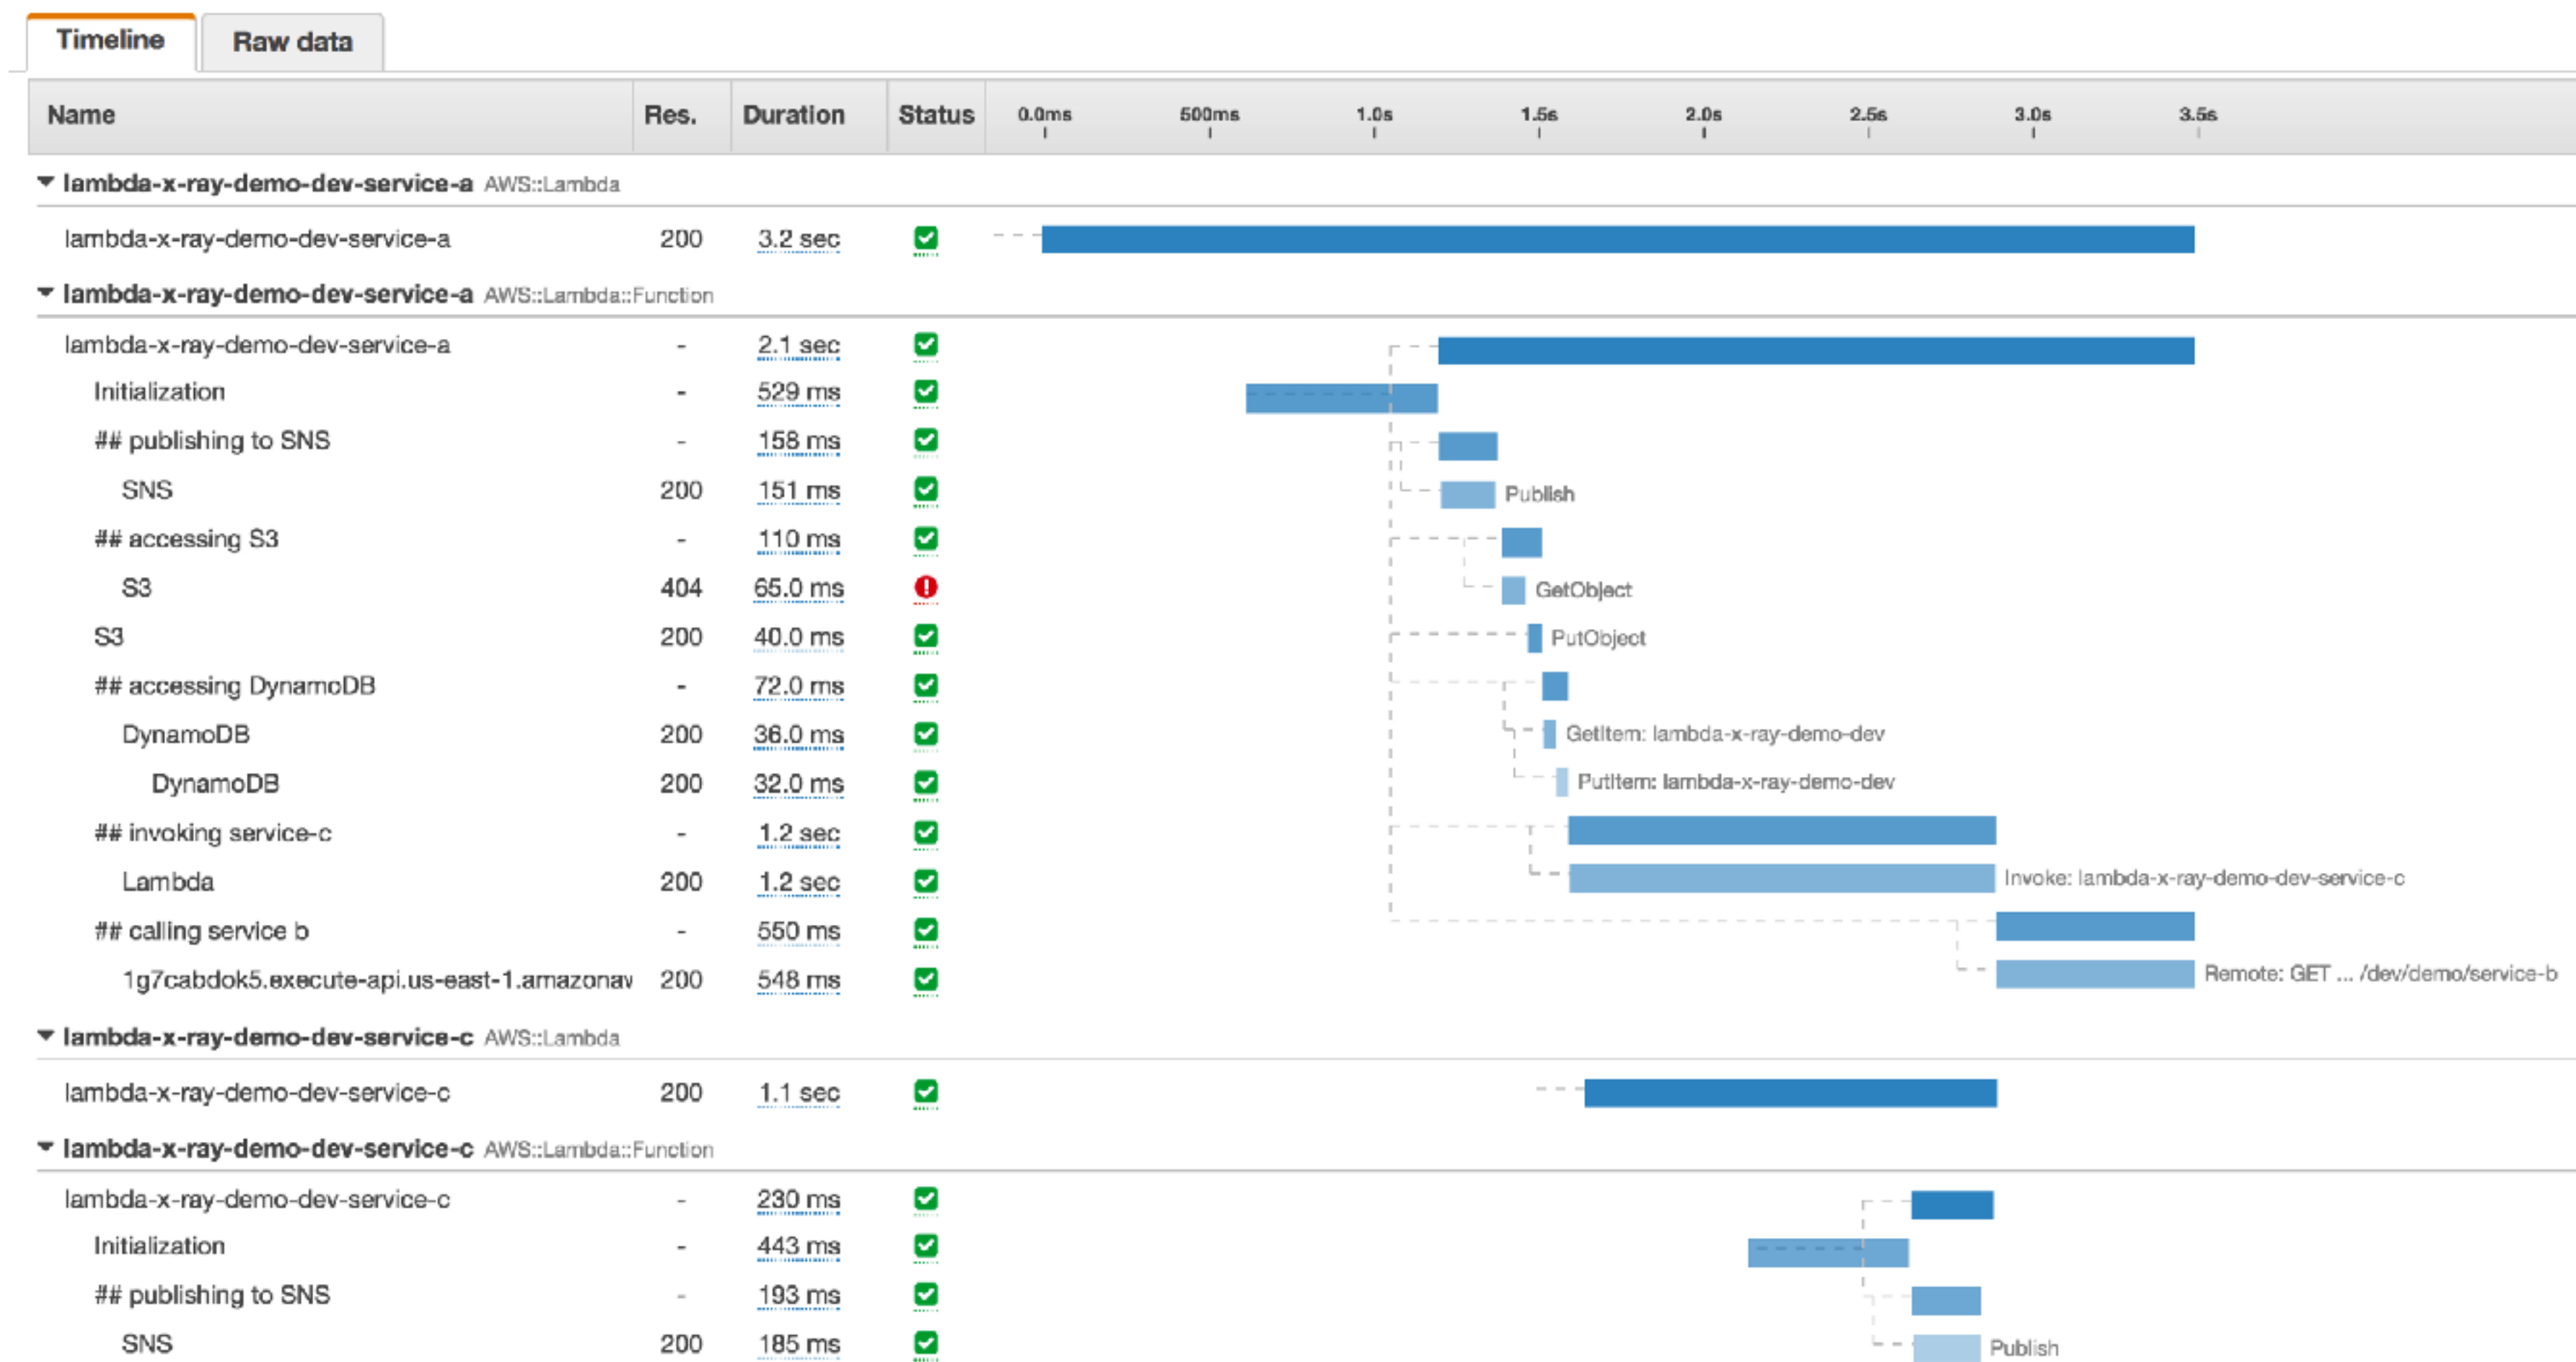 Timeline Raw data
Name Res. Duration Status 0.0ms 500ms 1.0s 1.5s 2.0s 2.5s 3.0s 3.5s
lambda-x-ray-demo-dev-service-a AWS::Lambda
lambda-x-ray-demo-dev-service-a 200 3.2 sec
lambda-x-ray-demo-dev-service-a AWS::Lambda::Function
lambda-x-ray-demo-dev-service-a - 2.1 sec
Initialization - 529 ms
## publishing to SNS - 158 ms
SNS 200 151 ms Publish
## accessing S3 - 110 ms
S3 404 65.0 ms GetObject
S3 200 40.0 ms PutObject
## accessing DynamoDB - 72.0 ms
DynamoDB 200 36.0 ms GetItem: lambda-x-ray-demo-dev
DynamoDB 200 32.0 ms PutItem: lambda-x-ray-demo-dev
## invoking service-c - 1.2 sec
Lambda 200 1.2 sec Invoke: lambda-x-ray-demo-dev-service-c
## calling service b - 550 ms
1g7cabdok5.execute-api.us-east-1.amazonav 200 548 ms Remote: GET ... /dev/demo/service-b
lambda-x-ray-demo-dev-service-c AWS::Lambda
lambda-x-ray-demo-dev-service-c 200 1.1 sec
lambda-x-ray-demo-dev-service-c AWS::Lambda::Function
lambda-x-ray-demo-dev-service-c - 230 ms
Initialization - 443 ms
## publishing to SNS - 193 ms
SNS 200 185 ms Publish